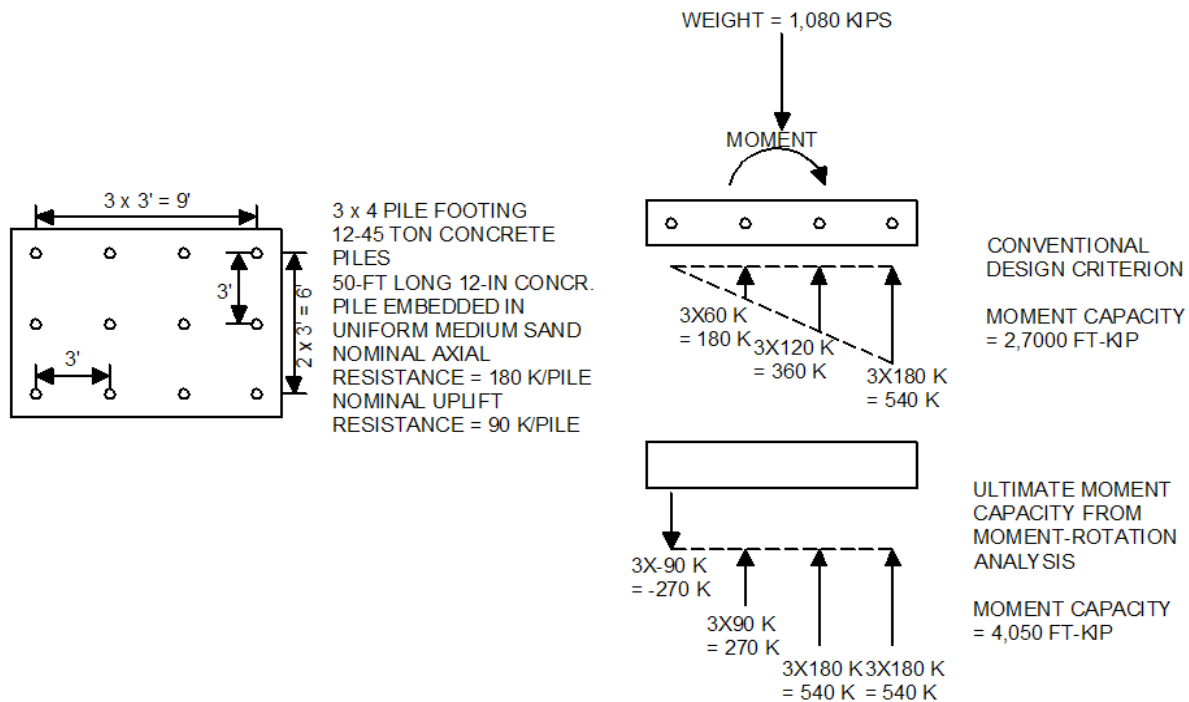 WEIGHT = 1,080 KIPS
MOMENT
3 x 3' = 9'
3'
2 x 3' = 6'
3'
3 x 4 PILE FOOTING
12-45 TON CONCRETE
PILES
50-FT LONG 12-IN CONCR.
PILE EMBEDDED IN
UNIFORM MEDIUM SAND
NOMINAL AXIAL
RESISTANCE = 180 K/PILE
NOMINAL UPLIFT
RESISTANCE = 90 K/PILE
3X60 K
= 180 K
3X120 K
= 360 K
3X180 K
= 540 K
CONVENTIONAL
DESIGN CRITERION
MOMENT CAPACITY
= 2,7000 FT-KIP
3X-90 K
= -270 K
3X90 K
= 270 K
3X180 K
= 540 K
3X180 K
= 540 K
ULTIMATE MOMENT
CAPACITY FROM
MOMENT-ROTATION
ANALYSIS
MOMENT CAPACITY
= 4,050 FT-KIP